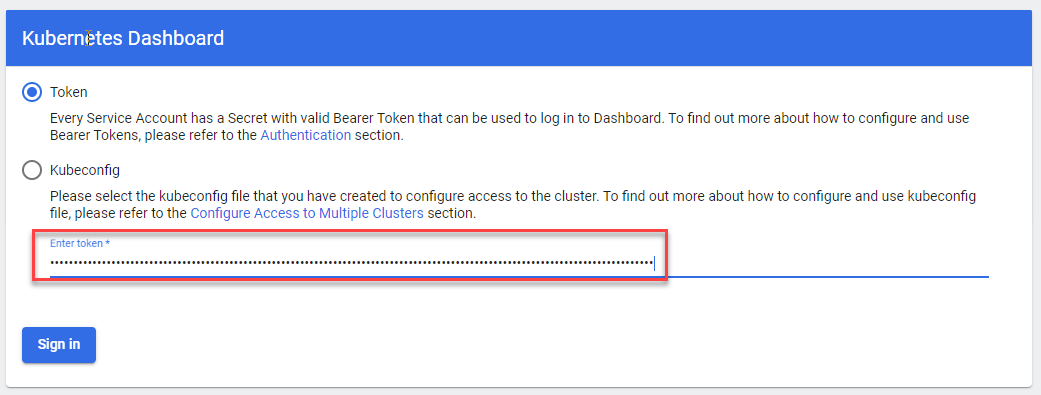 Kubernetes Dashboard
Token
Every Service Account has a Secret with valid Bearer Token that can be used to log in to Dashboard. To find out more about how to configure and use
Bearer Tokens, please refer to the Authentication section.
Kubeconfig
Please select the kubeconfig file that you have created to configure access to the cluster. To find out more about how to configure and use kubeconfig
file, please refer to the Configure Access to Multiple Clusters section.
Enter token *
Sign in